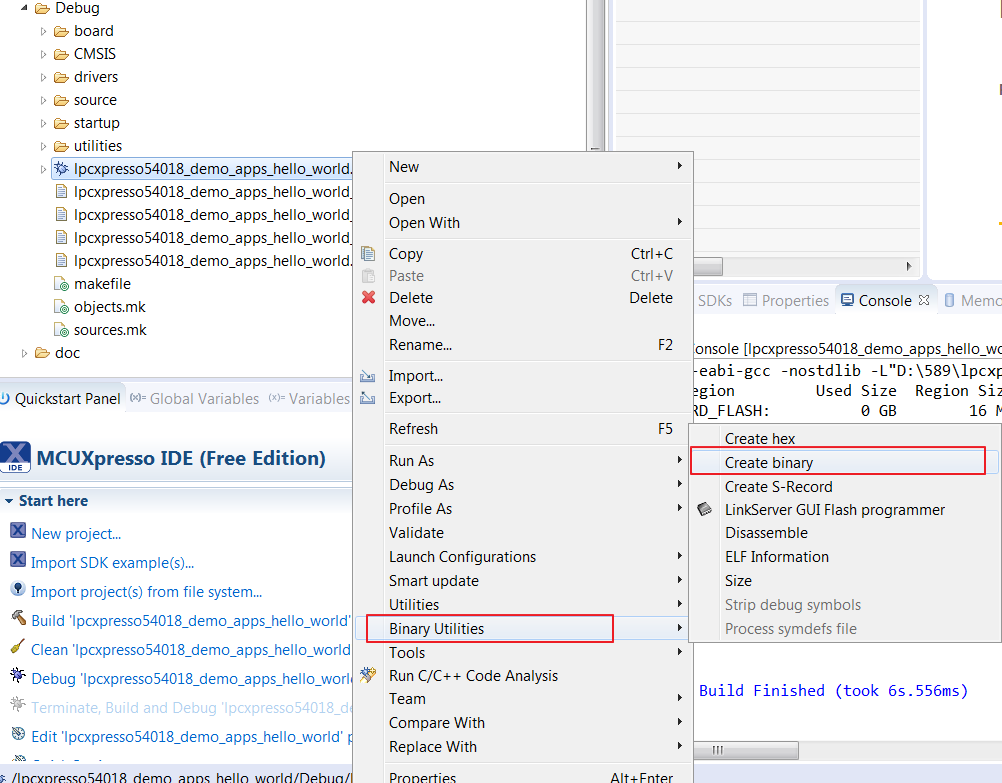 Debug
board
CMSIS
drivers
source
startup
utilities
lpcxpresso54018_demo_apps_hello_world.
lpcxpresso54018_demo_apps_hello_world_
lpcxpresso54018_demo_apps_hello_world_
lpcxpresso54018_demo_apps_hello_world_
lpcxpresso54018_demo_apps_hello_world_
makefile
objects.mk
sources.mk
doc
Quickstart Panel (x)= Global Variables (x)= Variables
IDE
MCUXpresso IDE (Free Edition)
Start here
New project...
Import SDK example(s)...
Import project(s) from file system...
Build 'lpcxpresso54018_demo_apps_hello_world'
Clean 'lpcxpresso54018_demo_apps_hello_world
Debug 'lpcxpresso54018_demo_apps_hello_world
Terminate, Build and Debug 'lpcxpresso54018_de
Edit 'lpcxpresso54018_demo_apps_hello_world' p
/lpcxpresso54018_demo_apps_hello_world/Debug/l
New
Open
Open With
Copy Ctrl+C
Paste Ctrl+V
Delete Delete
Move...
Rename... F2
Import...
Export...
Refresh F5
Run As
Debug As
Profile As
Validate
Launch Configurations
Smart update
Utilities
Binary Utilities
Tools
Run C/C++ Code Analysis
Team
Compare With
Replace With
Properties Alt+Enter
SDKs Properties Console Memo
onsole [lpcxpresso54018_demo_apps_hello_wo
-eabi-gcc -nostdlib -L"D:\589\lpcxp
egion Used Size Region Siz
RD_FLASH: 0 GB 16 M
Create hex
Create binary
Create S-Record
LinkServer GUI Flash programmer
Disassemble
ELF Information
Size
Strip debug symbols
Process symdefs file
Build Finished (took 6s.556ms)